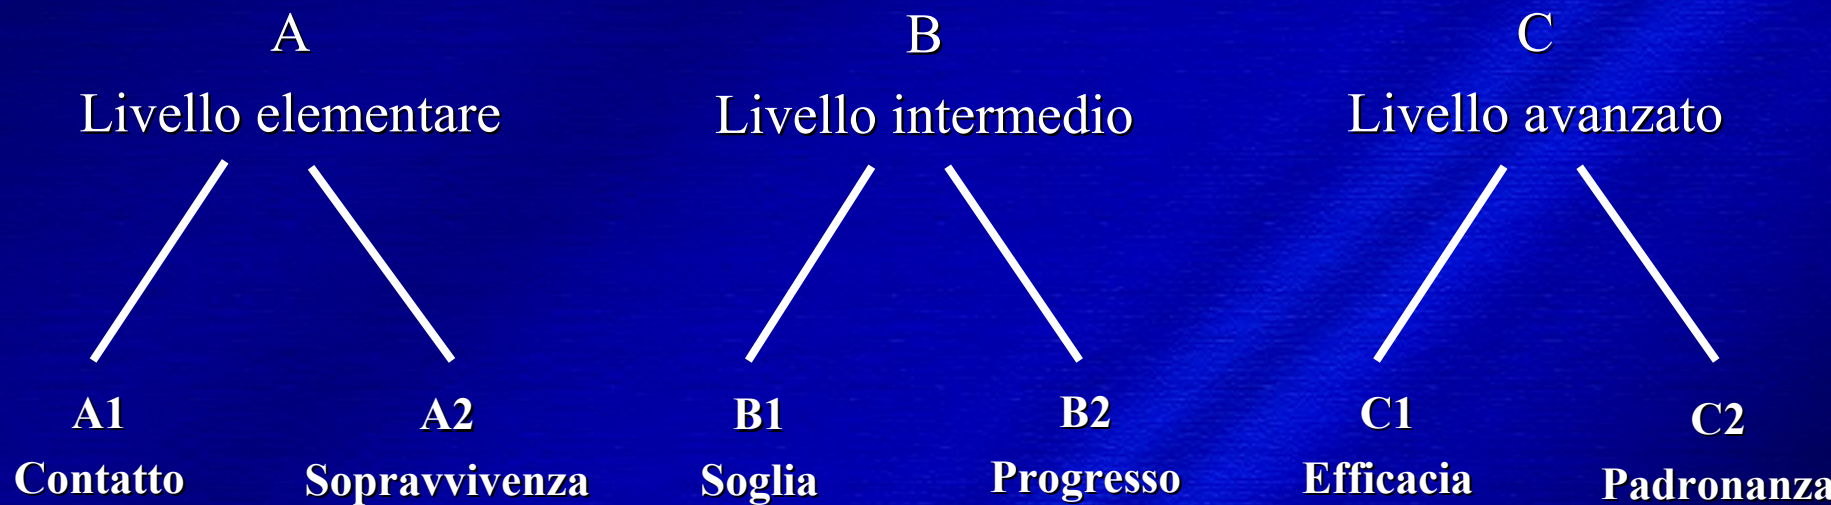 A
Livello elementare
B
Livello intermedio
C
Livello avanzato
A1
Contatto
A2
Sopravvivenza
B1
Soglia
B2
Progresso
C1
Efficacia
C2
Padronanza